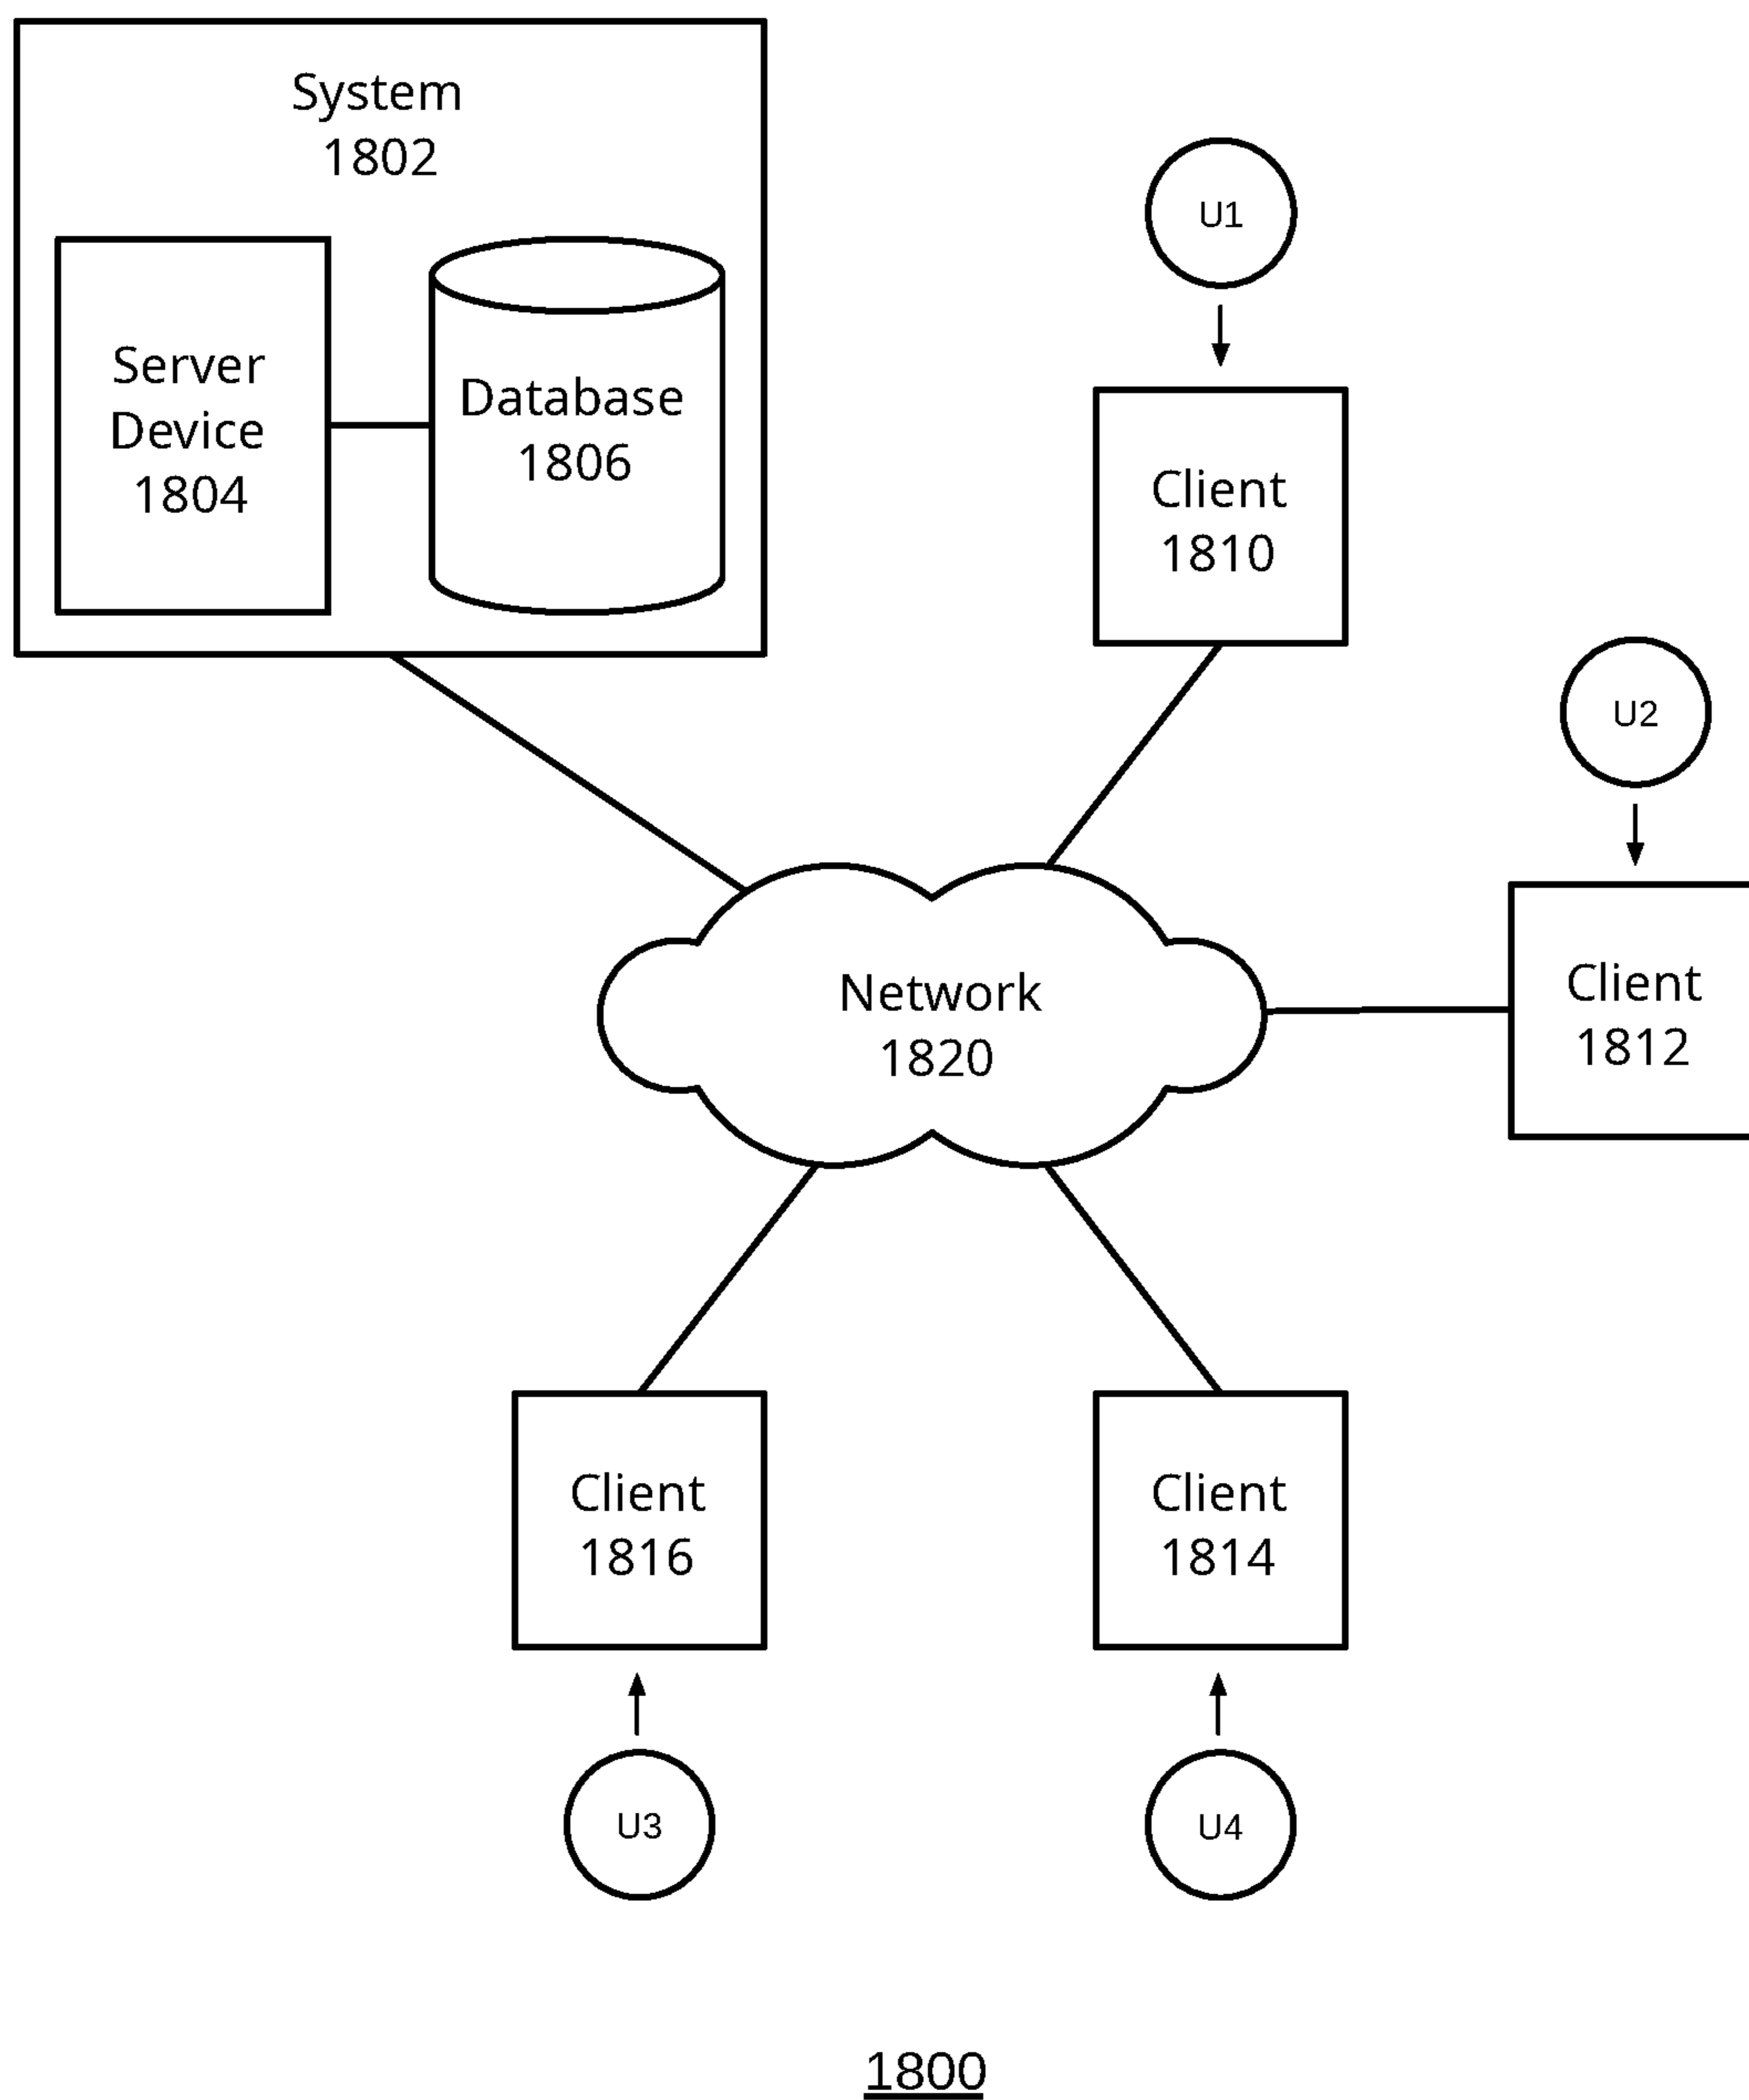 System
1802
Server
Device
1804
Database
1806
U1
Client
1810
U2
Client
1812
Network
1820
Client
1816
Client
1814
U3
U4
1800